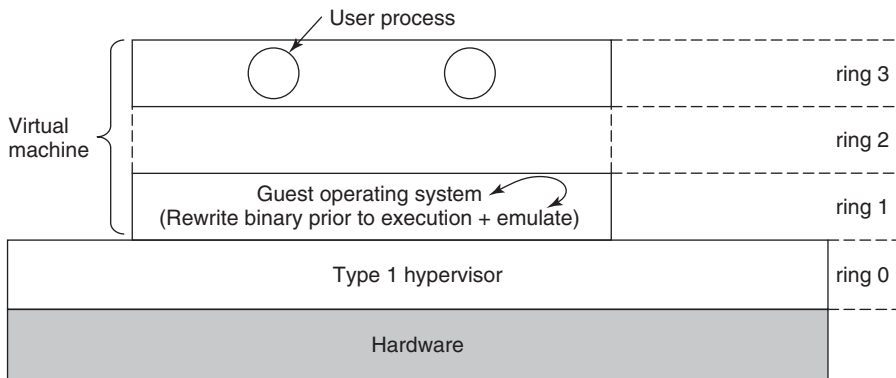 User process
ring 3
Virtual
machine
ring 2
Guest operating system
(Rewrite binary prior to execution + emulate)
ring 1
Type 1 hypervisor
ring 0
Hardware